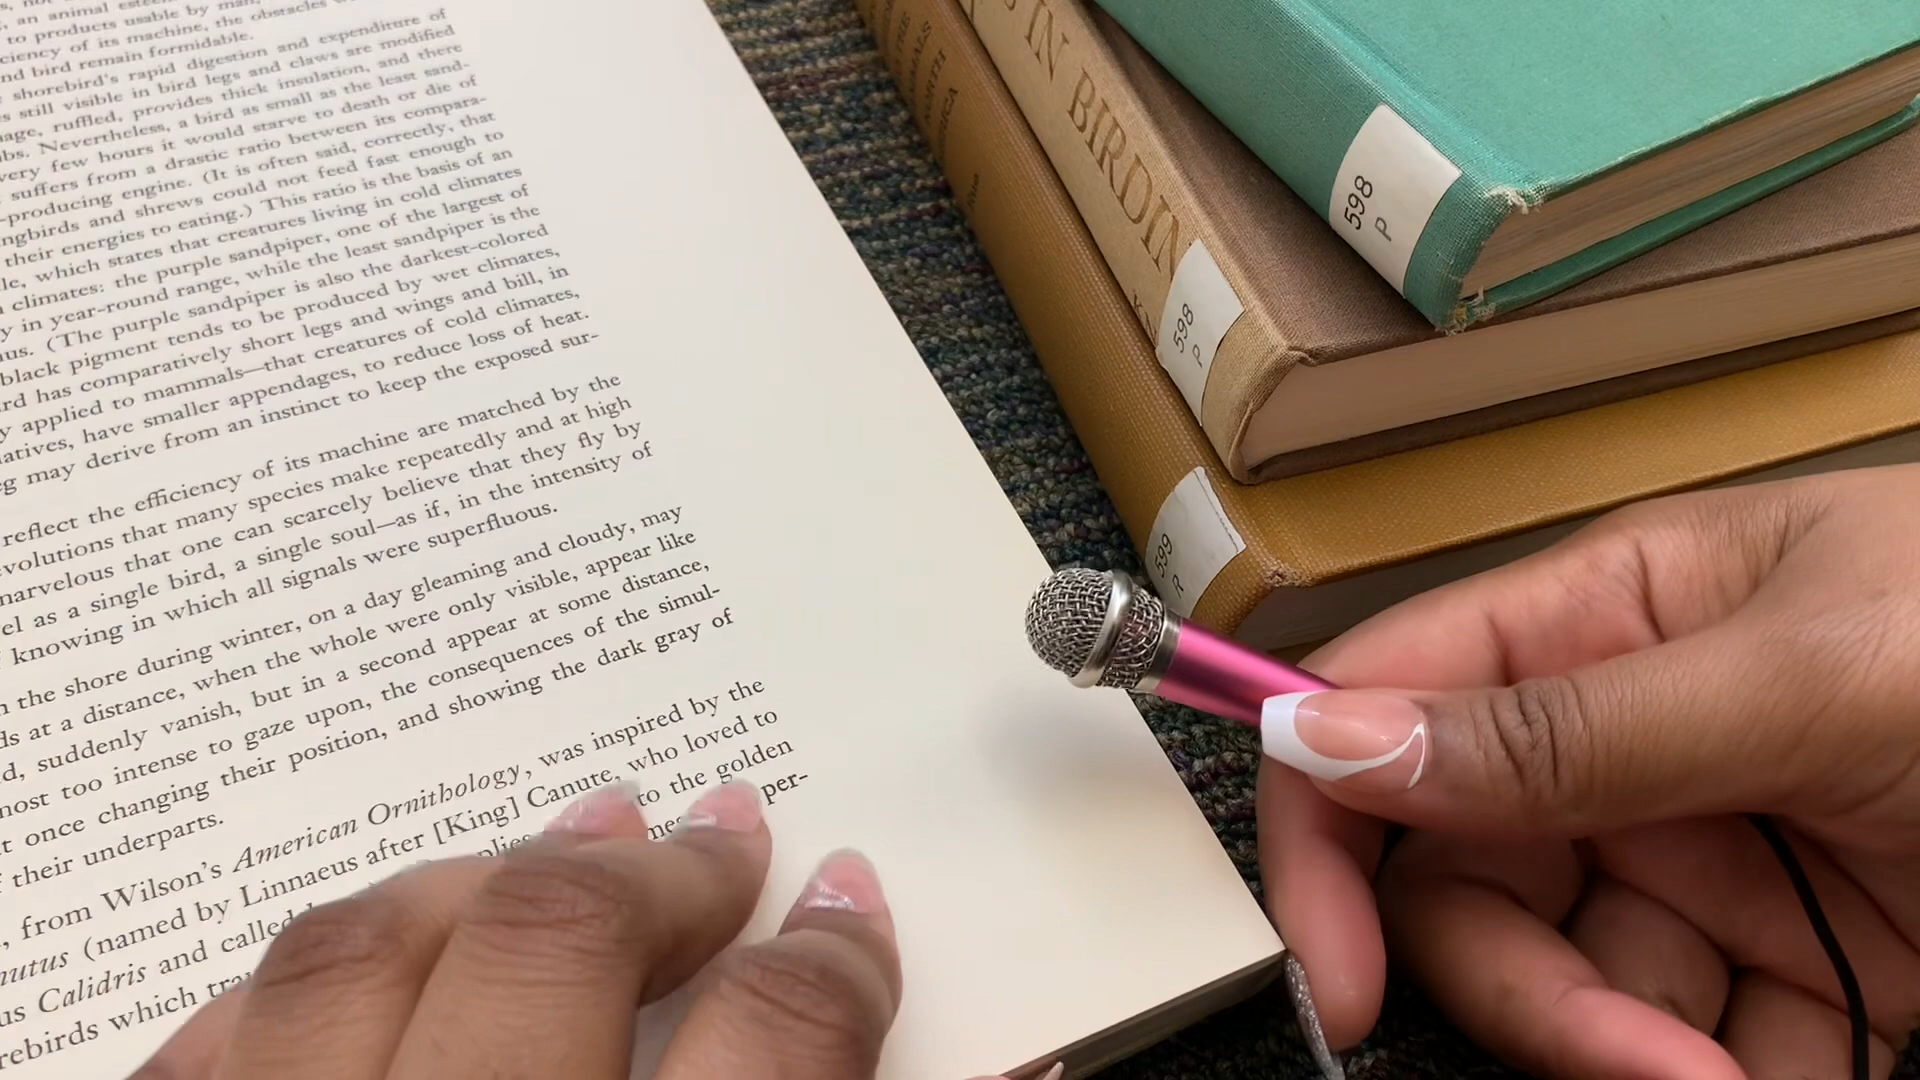 an animal
to products usable by man,
ciency of its machine, the obstacles
nd bird remain formidable.
shorebird's rapid digestion and expenditure of
s still visible in bird legs and claws are modified
age, ruffled, provides thick insulation, and there
bs. Nevertheless, a bird as small as the least sand-
very few hours it would starve to death or die of
suffers from a drastic ratio between its compara-
-producing engine. (It is often said, correctly, that
ngbirds and shrews could not feed fast enough to
their energies to eating.) This ratio is the basis of an
le, which states that creatures living in cold climates
climates: the purple sandpiper, one of the largest of
y in year-round range, while the least sandpiper is the
nus. (The purple sandpiper is also the darkest-colored
black pigment tends to be produced by wet climates,
rd has comparatively short legs and wings and bill, in
y applied to mammals—that creatures of cold climates,
latives, have smaller appendages, to reduce loss of heat.
g may derive from an instinct to keep the exposed sur-
reflect the efficiency of its machine are matched by the
volutions that many species make repeatedly and at high
narvelous that one can scarcely believe that they fly by
el as a single bird, a single soul—as if, in the intensity of
knowing in which all signals were superfluous.
n the shore during winter, on a day gleaming and cloudy, may
ds at a distance, when the whole were only visible, appear like
d, suddenly vanish, but in a second appear at some distance,
most too intense to gaze upon, the consequences of the simul-
t once changing their position, and showing the dark gray of
f their underparts.
, from Wilson's American Ornithology, was inspired by the
nutus (named by Linnaeus after [King] Canute, who loved to
us Calidris and called to the golden
rebirds which per-
IN BIRDIN
598
P
598
P
599
R